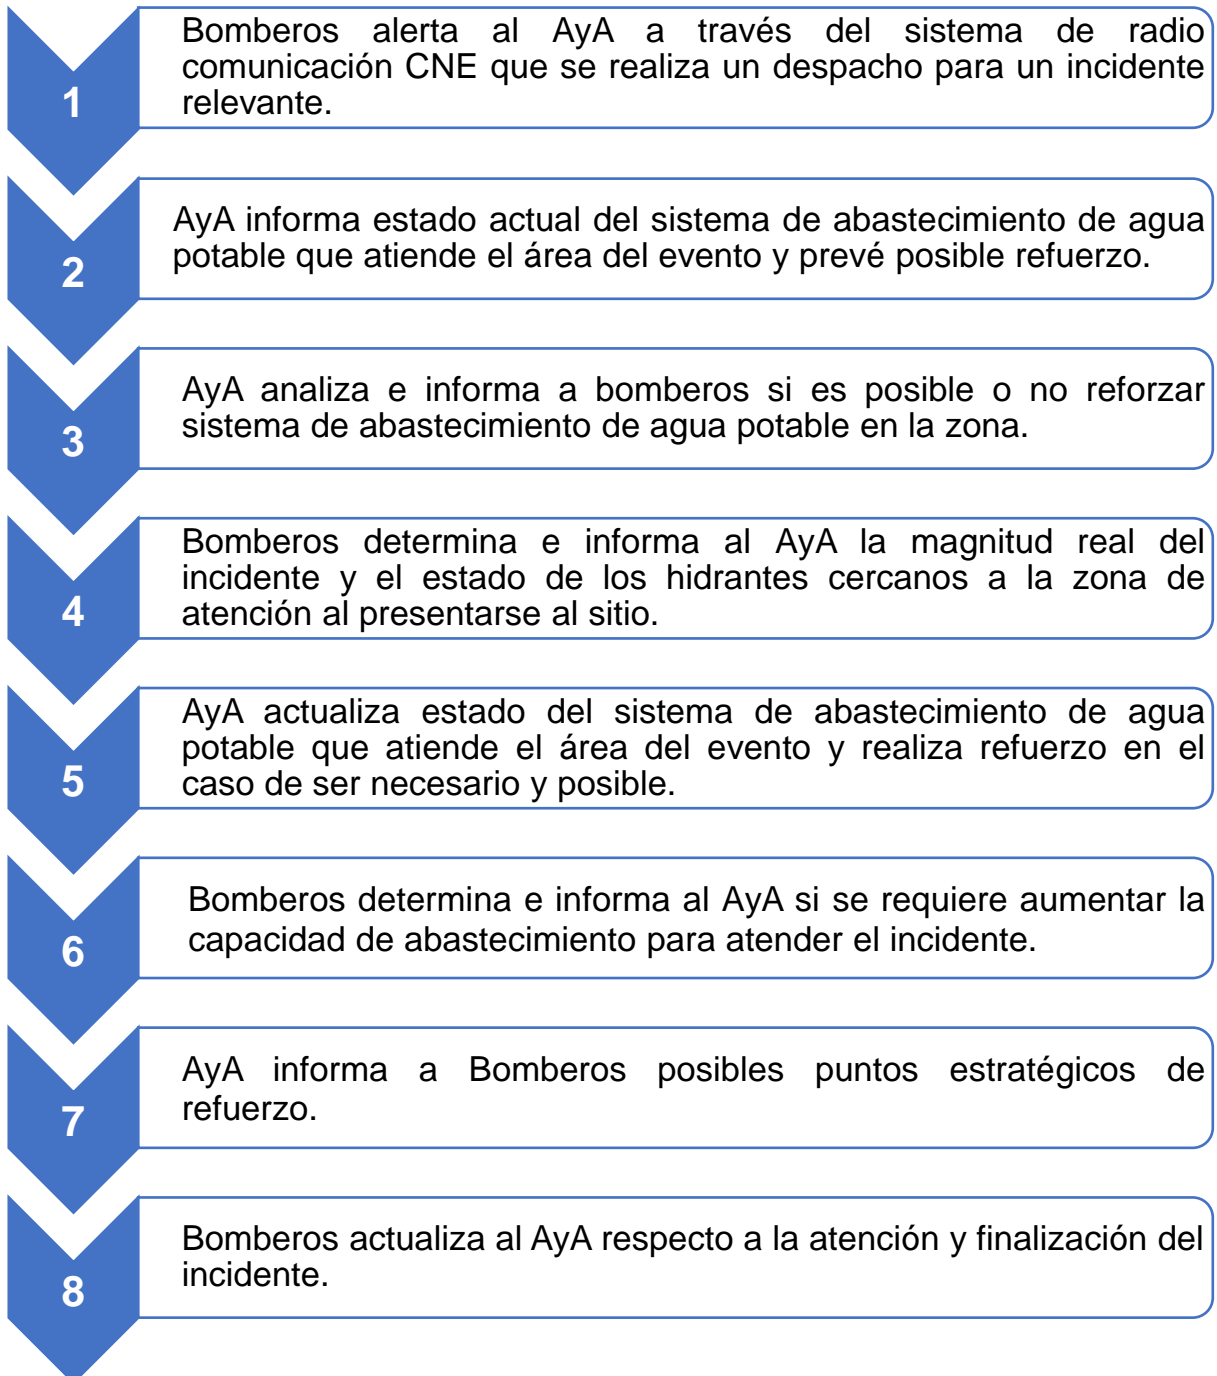 Bomberos alerta al AyA a través del sistema de radio
comunicación CNE que se realiza un despacho para un incidente
relevante.
1
AyA informa estado actual del sistema de abastecimiento de agua
potable que atiende el área del evento y prevé posible refuerzo.
2
AyA analiza e informa a bomberos si es posible o no reforzar
sistema de abastecimiento de agua potable en la zona.
3
Bomberos determina e informa al AyA la magnitud real del
incidente y el estado de los hidrantes cercanos a la zona de
atención al presentarse al sitio.
4
AyA actualiza estado del sistema de abastecimiento de agua
potable que atiende el área del evento y realiza refuerzo en el
caso de ser necesario y posible.
5
Bomberos determina e informa al AyA si se requiere aumentar la
capacidad de abastecimiento para atender el incidente.
6
AyA informa a Bomberos posibles puntos estratégicos de
refuerzo.
7
Bomberos actualiza al AyA respecto a la atención y finalización del
incidente.
8